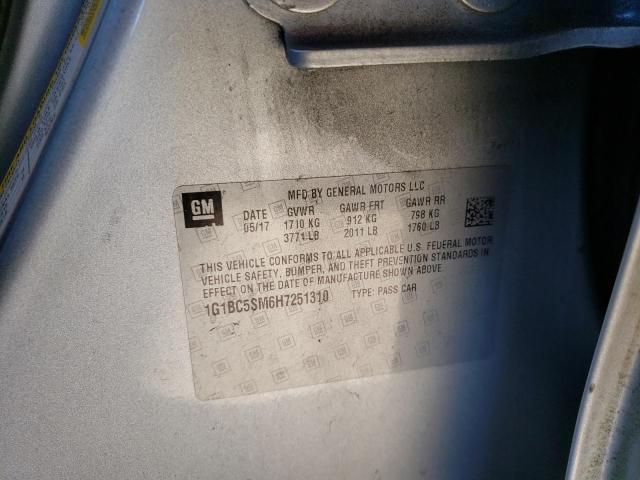 GM
MFD BY GENERAL MOTORS LLC
DATE GVWR GAWR FRT GAWR RR
05/17 1710 KG 912 KG 798 KG
3771 LB 2011 LB 1760 LB
THIS VEHICLE CONFORMS TO ALL APPLICABLE U.S. FEDERAL MOTOR
VEHICLE SAFETY, BUMPER, AND THEFT PREVENTION STANDARDS IN
EFFECT ON THE DATE OF MANUFACTURE SHOWN ABOVE.
1G1BC5SM6H7251310 TYPE: PASS CAR